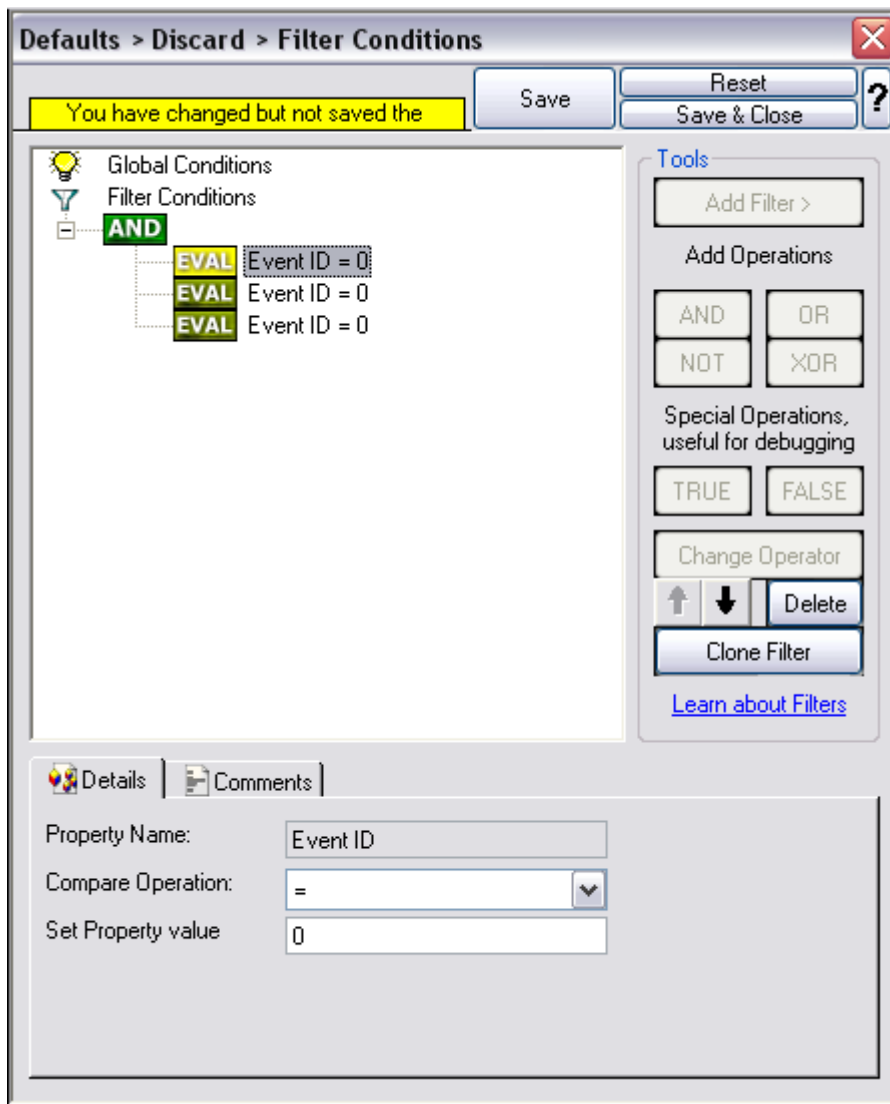 Defaults > Discard > Filter Conditions
You have changed but not saved the
Save
Reset
Save & Close
?
Global Conditions
Filter Conditions
AND
EVAL Event ID = 0
EVAL Event ID = 0
EVAL Event ID = 0
Tools
Add Filter >
Add Operations
AND OR
NOT XOR
Special Operations,
useful for debugging
TRUE FALSE
Change Operator
Delete
Clone Filter
Learn about Filters
Details Comments
Property Name: Event ID
Compare Operation: =
Set Property value 0